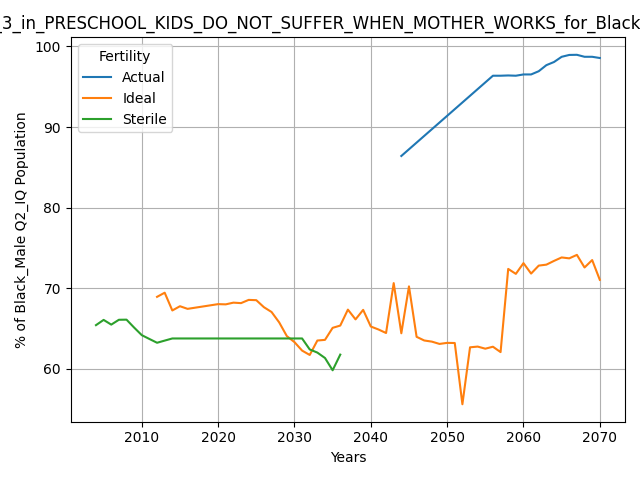 _3_in_PRESCHOOL_KIDS_DO_NOT_SUFFER_WHEN_MOTHER_WORKS_for_Black
100
90
80
70
60
% of Black_Male Q2_IQ Population
Fertility
Actual
Ideal
Sterile
2010 2020 2030 2040 2050 2060 2070
Years